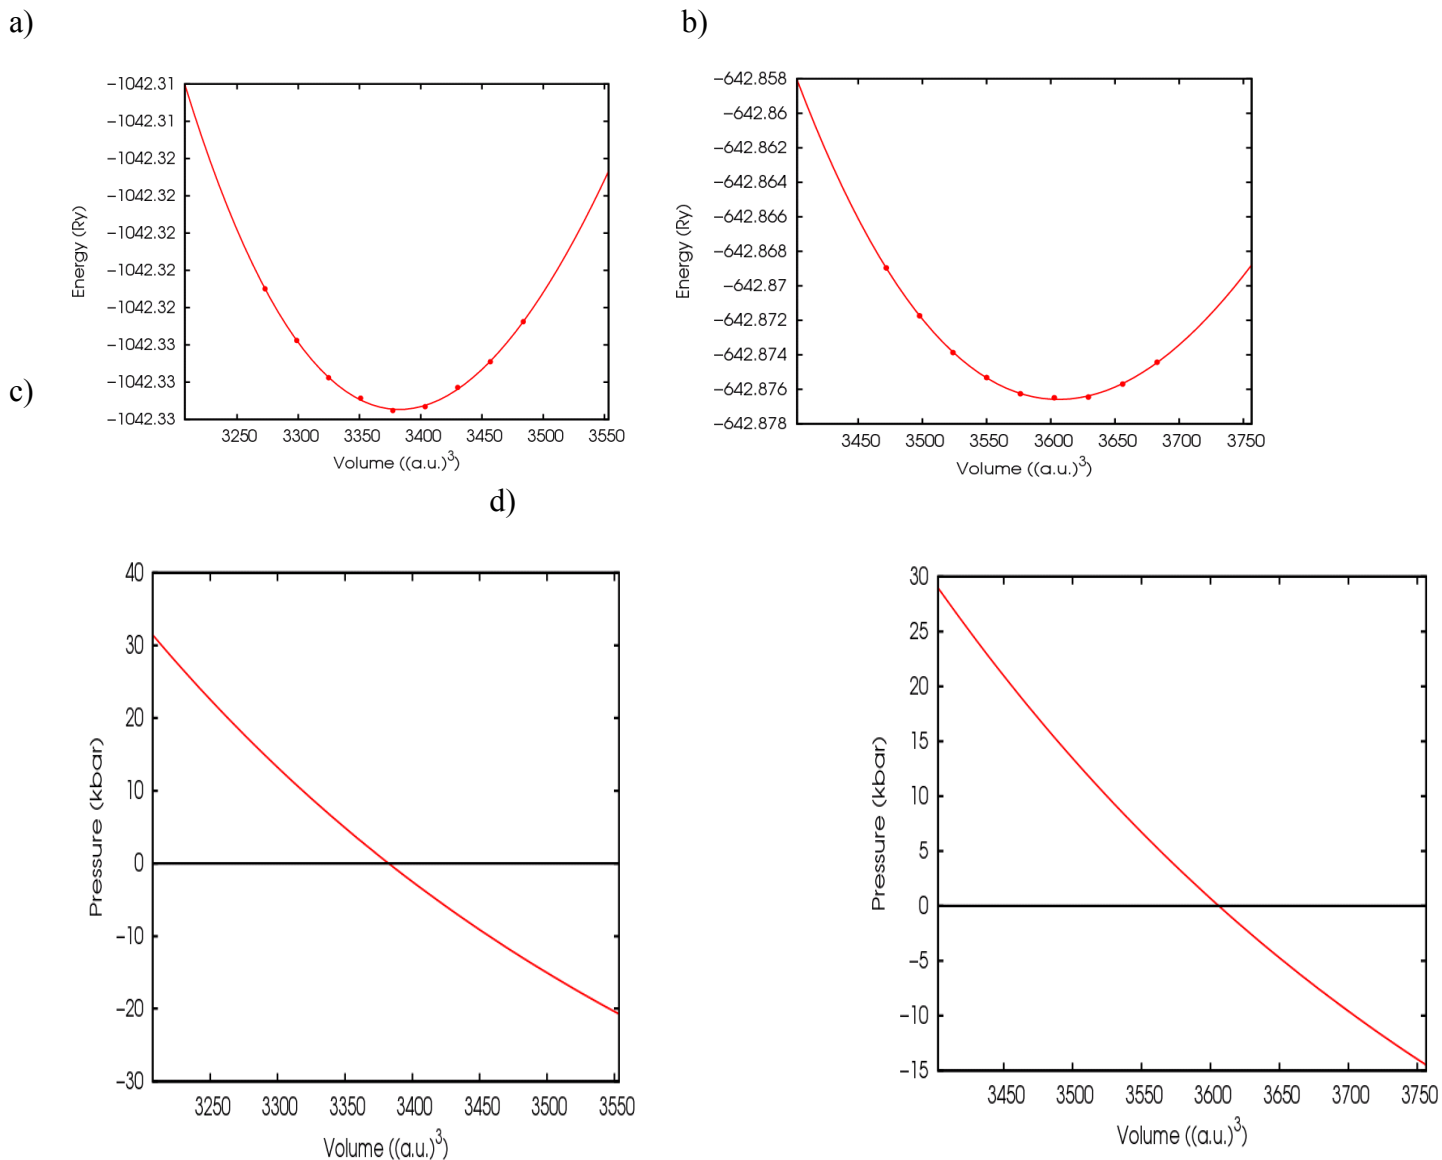 a)
b)
−1042.31
−1042.31
−1042.32
−1042.32
−1042.32
−1042.32
−1042.32
−1042.33
−1042.33
−1042.33
Energy (Ry)
3250 3300 3350 3400 3450 3500 3550
Volume ((a.u.)³)
−642.858
−642.86
−642.862
−642.864
−642.866
−642.868
−642.87
−642.872
−642.874
−642.876
−642.878
Energy (Ry)
3450 3500 3550 3600 3650 3700 3750
Volume ((a.u.)³)
c)
d)
40
30
20
10
0
−10
−20
−30
Pressure (kbar)
3250 3300 3350 3400 3450 3500 3550
Volume ((a.u.)³)
30
25
20
15
10
5
0
−5
−10
−15
Pressure (kbar)
3450 3500 3550 3600 3650 3700 3750
Volume ((a.u.)³)